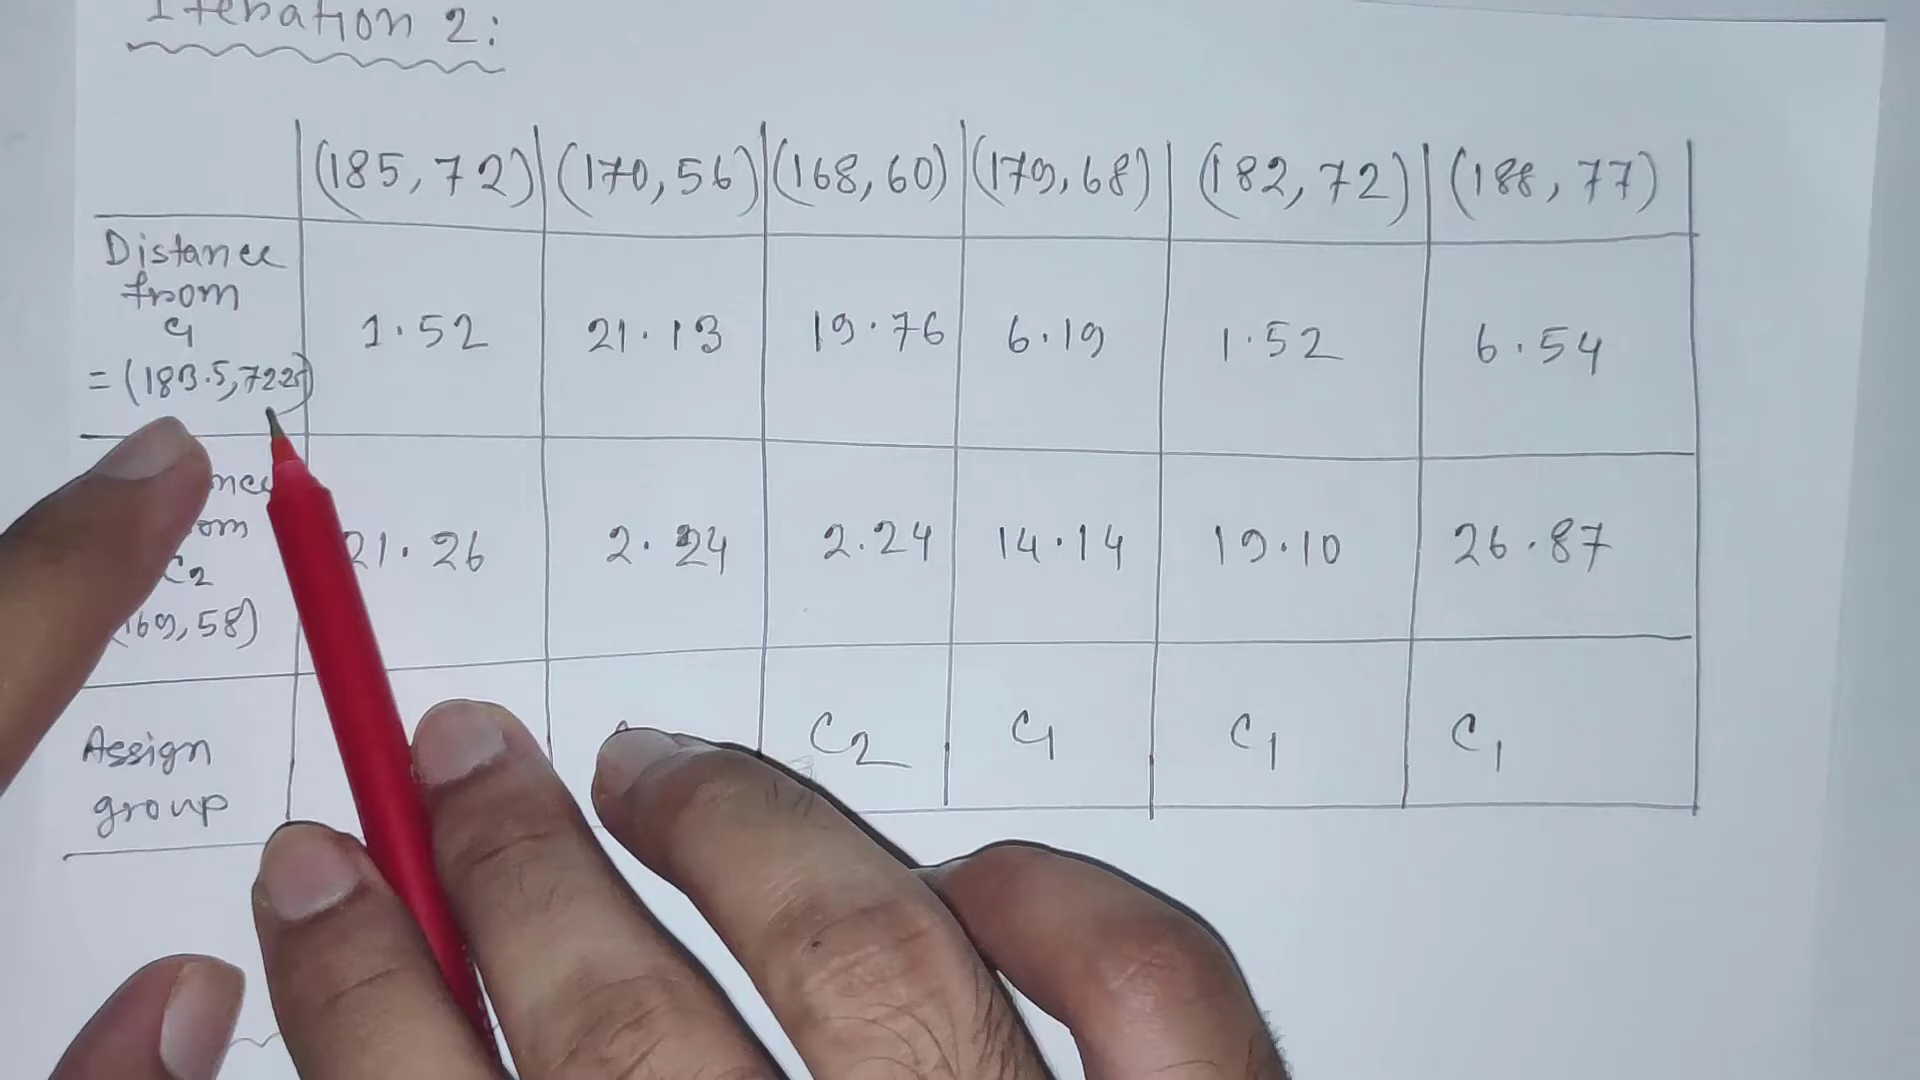 Iteration 2:
(185,72) (170,56) (168,60) (179,68) (182,72) (188,77)
Distance
from
C1
= (183.5,72.25)
1.52 21.13 19.76 6.19 1.52 6.54
from
C2
(169,58)
21.26 2.24 2.24 14.14 19.10 26.87
Assign
group
C2 C1 C1 C1